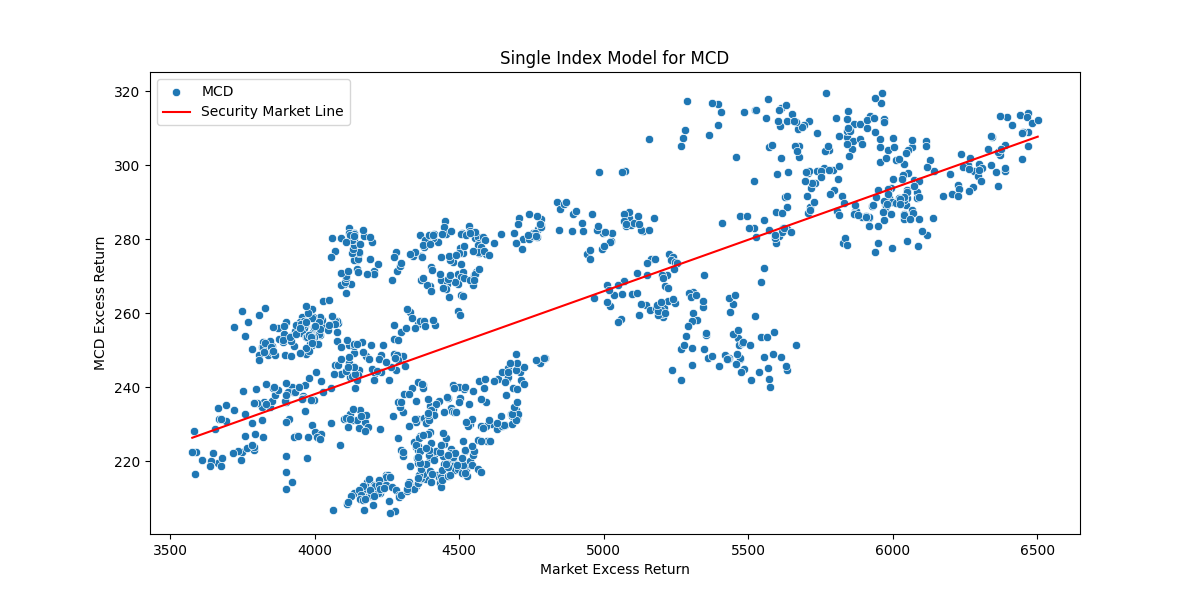 Single Index Model for MCD
MCD
Security Market Line
320
300
280
260
240
220
MCD Excess Return
3500 4000 4500 5000 5500 6000 6500
Market Excess Return